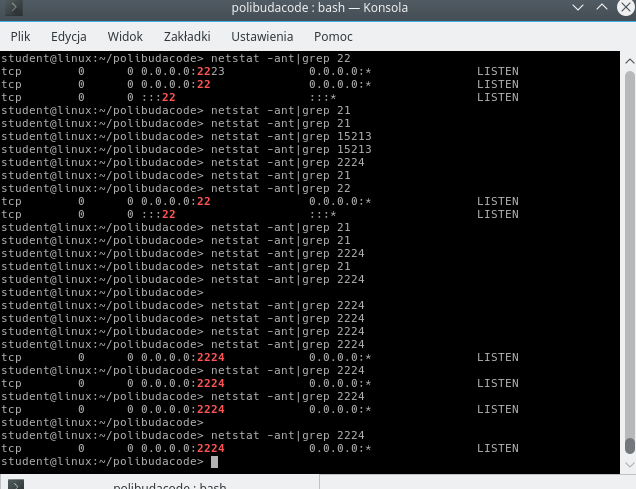 polibudacode : bash — Konsola
Plik Edycja Widok Zakładki Ustawienia Pomoc
student@linux:~/polibudacode> netstat -ant|grep 22
tcp 0 0 0.0.0.0:2223 0.0.0.0:* LISTEN
tcp 0 0 0.0.0.0:22 0.0.0.0:* LISTEN
tcp 0 0 :::22 :::* LISTEN
student@linux:~/polibudacode> netstat -ant|grep 21
student@linux:~/polibudacode> netstat -ant|grep 21
student@linux:~/polibudacode> netstat -ant|grep 15213
student@linux:~/polibudacode> netstat -ant|grep 15213
student@linux:~/polibudacode> netstat -ant|grep 2224
student@linux:~/polibudacode> netstat -ant|grep 21
student@linux:~/polibudacode> netstat -ant|grep 22
tcp 0 0 0.0.0.0:22 0.0.0.0:* LISTEN
tcp 0 0 :::22 :::* LISTEN
student@linux:~/polibudacode> netstat -ant|grep 21
student@linux:~/polibudacode> netstat -ant|grep 21
student@linux:~/polibudacode> netstat -ant|grep 2224
student@linux:~/polibudacode> netstat -ant|grep 21
student@linux:~/polibudacode> netstat -ant|grep 2224
student@linux:~/polibudacode>
student@linux:~/polibudacode> netstat -ant|grep 2224
student@linux:~/polibudacode> netstat -ant|grep 2224
student@linux:~/polibudacode> netstat -ant|grep 2224
student@linux:~/polibudacode> netstat -ant|grep 2224
tcp 0 0 0.0.0.0:2224 0.0.0.0:* LISTEN
student@linux:~/polibudacode> netstat -ant|grep 2224
tcp 0 0 0.0.0.0:2224 0.0.0.0:* LISTEN
student@linux:~/polibudacode> netstat -ant|grep 2224
tcp 0 0 0.0.0.0:2224 0.0.0.0:* LISTEN
student@linux:~/polibudacode>
student@linux:~/polibudacode> netstat -ant|grep 2224
tcp 0 0 0.0.0.0:2224 0.0.0.0:* LISTEN
student@linux:~/polibudacode>
polibudacode : bash